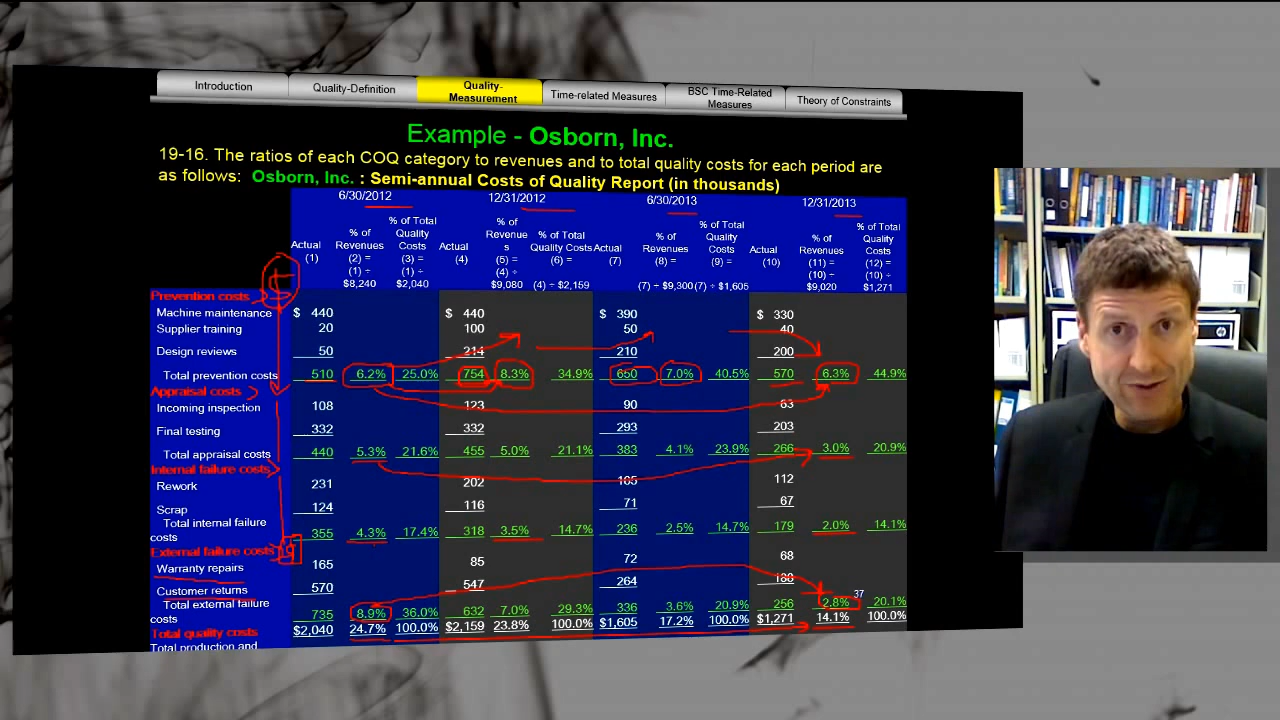 Introduction
Quality-Definition
Quality-
Measurement
Time-related Measures
BSC Time-Related
Measures
Theory of Constraints
Example - Osborn, Inc.
19-16. The ratios of each COQ category to revenues and to total quality costs for each period are
as follows: Osborn, Inc. : Semi-annual Costs of Quality Report (in thousands)
6/30/2012 12/31/2012 6/30/2013 12/31/2013
Actual
(1)
% of
Revenues
(2) =
(1) ÷
$8,240
% of Total
Quality
Costs
(3) =
(1) ÷
$2,040
Actual
(4)
% of
Revenue
s
(5) =
(4) ÷
$9,080
% of Total
Quality Costs
(6) =
(4) ÷ $2,159
Actual
(7)
% of
Revenues
(8) =
(7) ÷ $9,300
% of Total
Quality
Costs
(9) =
(7) ÷ $1,605
Actual
(10)
% of
Revenues
(11) =
(10) ÷
$9,020
% of Total
Quality
Costs
(12) =
(10) ÷
$1,271
Prevention costs
Machine maintenance $ 440 $ 440 $ 390 $ 330
Supplier training 20 100 50 40
Design reviews 50 214 210 200
Total prevention costs 510 6.2% 25.0% 754 8.3% 34.9% 650 7.0% 40.5% 570 6.3% 44.9%
Appraisal costs
Incoming inspection 108 123 90 63
Final testing 332 332 293 203
Total appraisal costs 440 5.3% 21.6% 455 5.0% 21.1% 383 4.1% 23.9% 266 3.0% 20.9%
Internal failure costs
Rework 231 202 165 112
Scrap 124 116 71 67
Total internal failure
costs 355 4.3% 17.4% 318 3.5% 14.7% 236 2.5% 14.7% 179 2.0% 14.1%
External failure costs
Warranty repairs 165 85 72 68
Customer returns 570 547 264 188
37
Total external failure
costs 735 8.9% 36.0% 632 7.0% 29.3% 336 3.6% 20.9% 256 2.8% 20.1%
Total quality costs $2,040 24.7% 100.0% $2,159 23.8% 100.0% $1,605 17.2% 100.0% $1,271 14.1% 100.0%
Total production and